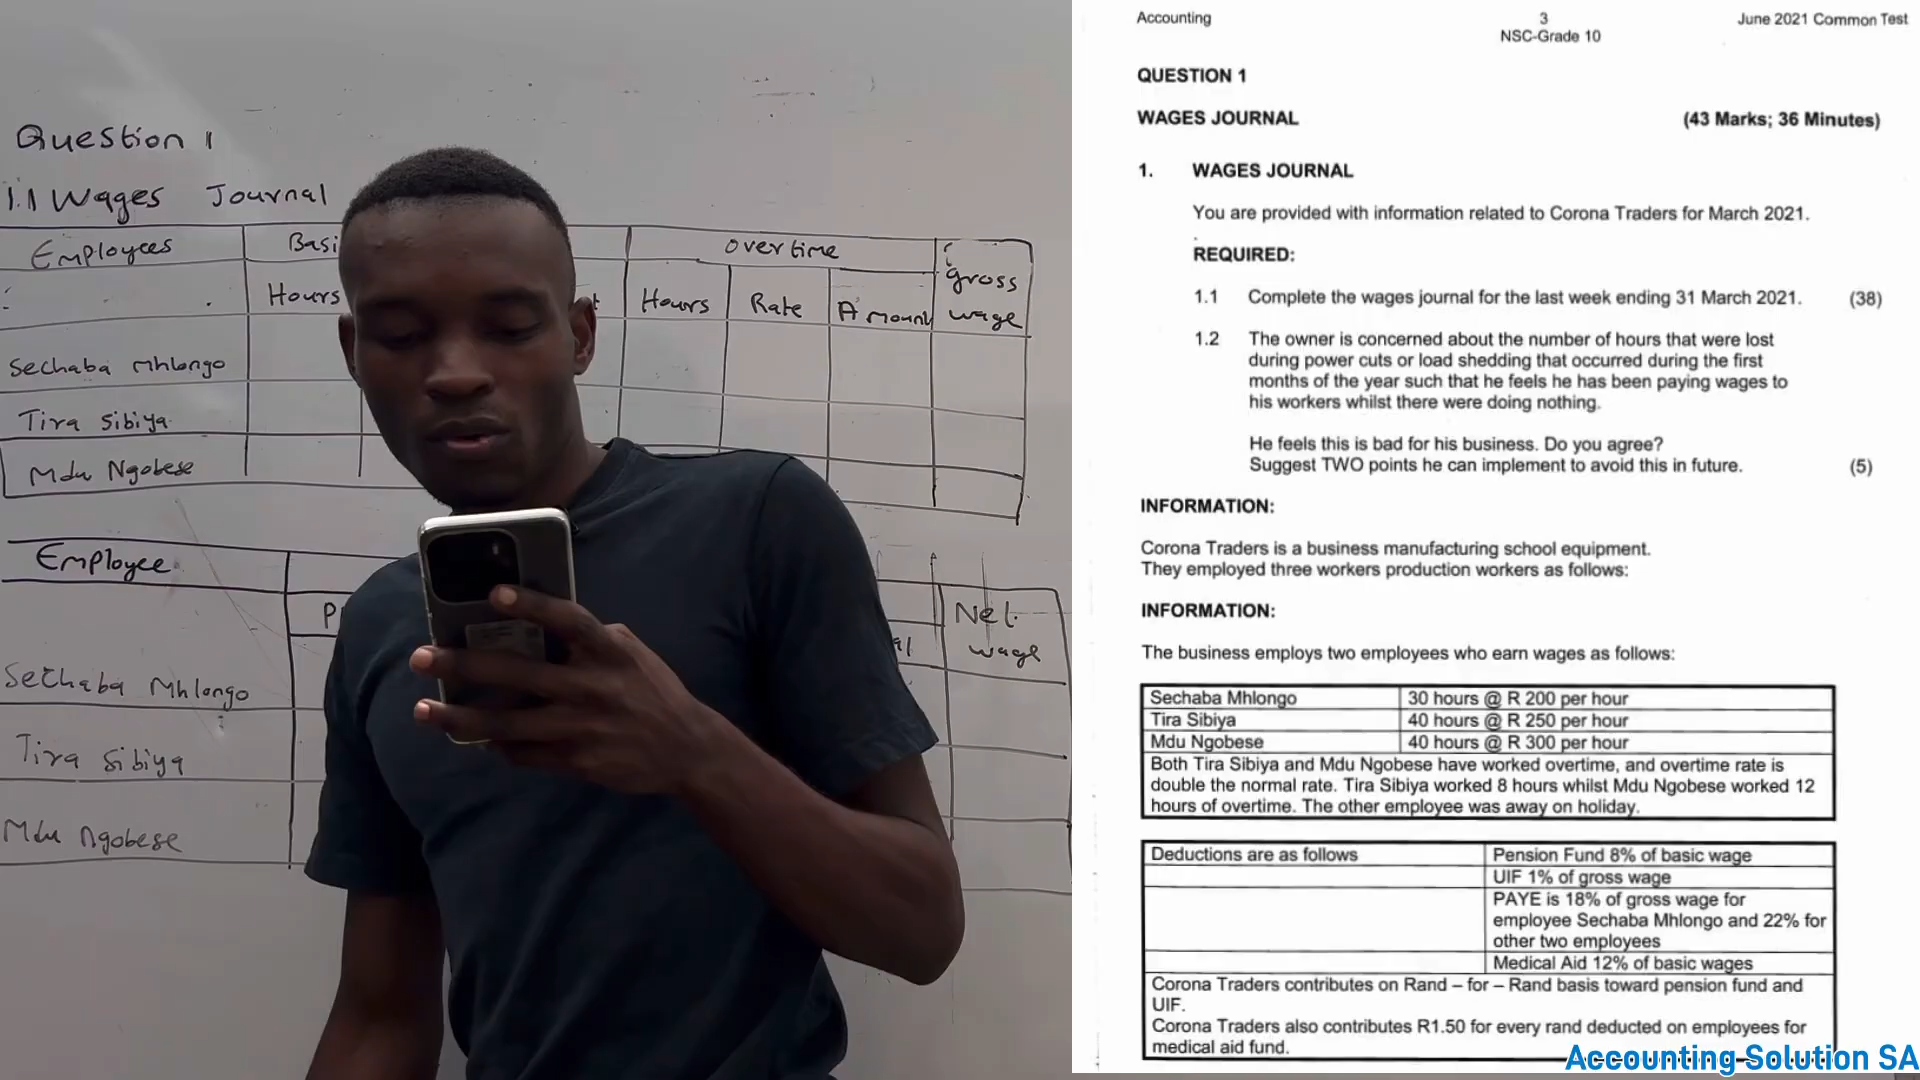 Question 1
1.1 Wages Journal
Employees
Basi
Hours
overtime
Hours
Rate
Amount
gross
wage
Sechaba Mhlongo
Tira Sibiya
Mdu Ngobese
Employee
P
al
Net
wage
Sechaba Mhlongo
Tira Sibiya
Mdu Ngobese
Accounting
3
June 2021 Common Test
NSC-Grade 10
QUESTION 1
WAGES JOURNAL
(43 Marks; 36 Minutes)
1. WAGES JOURNAL
You are provided with information related to Corona Traders for March 2021.
REQUIRED:
1.1 Complete the wages journal for the last week ending 31 March 2021. (38)
1.2 The owner is concerned about the number of hours that were lost
during power cuts or load shedding that occurred during the first
months of the year such that he feels he has been paying wages to
his workers whilst there were doing nothing.
He feels this is bad for his business. Do you agree?
Suggest TWO points he can implement to avoid this in future. (5)
INFORMATION:
Corona Traders is a business manufacturing school equipment.
They employed three workers production workers as follows:
INFORMATION:
The business employs two employees who earn wages as follows:
Sechaba Mhlongo 30 hours @ R 200 per hour
Tira Sibiya 40 hours @ R 250 per hour
Mdu Ngobese 40 hours @ R 300 per hour
Both Tira Sibiya and Mdu Ngobese have worked overtime, and overtime rate is
double the normal rate. Tira Sibiya worked 8 hours whilst Mdu Ngobese worked 12
hours of overtime. The other employee was away on holiday.
Deductions are as follows Pension Fund 8% of basic wage
UIF 1% of gross wage
PAYE is 18% of gross wage for
employee Sechaba Mhlongo and 22% for
other two employees
Medical Aid 12% of basic wages
Corona Traders contributes on Rand – for – Rand basis toward pension fund and
UIF.
Corona Traders also contributes R1.50 for every rand deducted on employees for
medical aid fund.
Accounting Solution SA